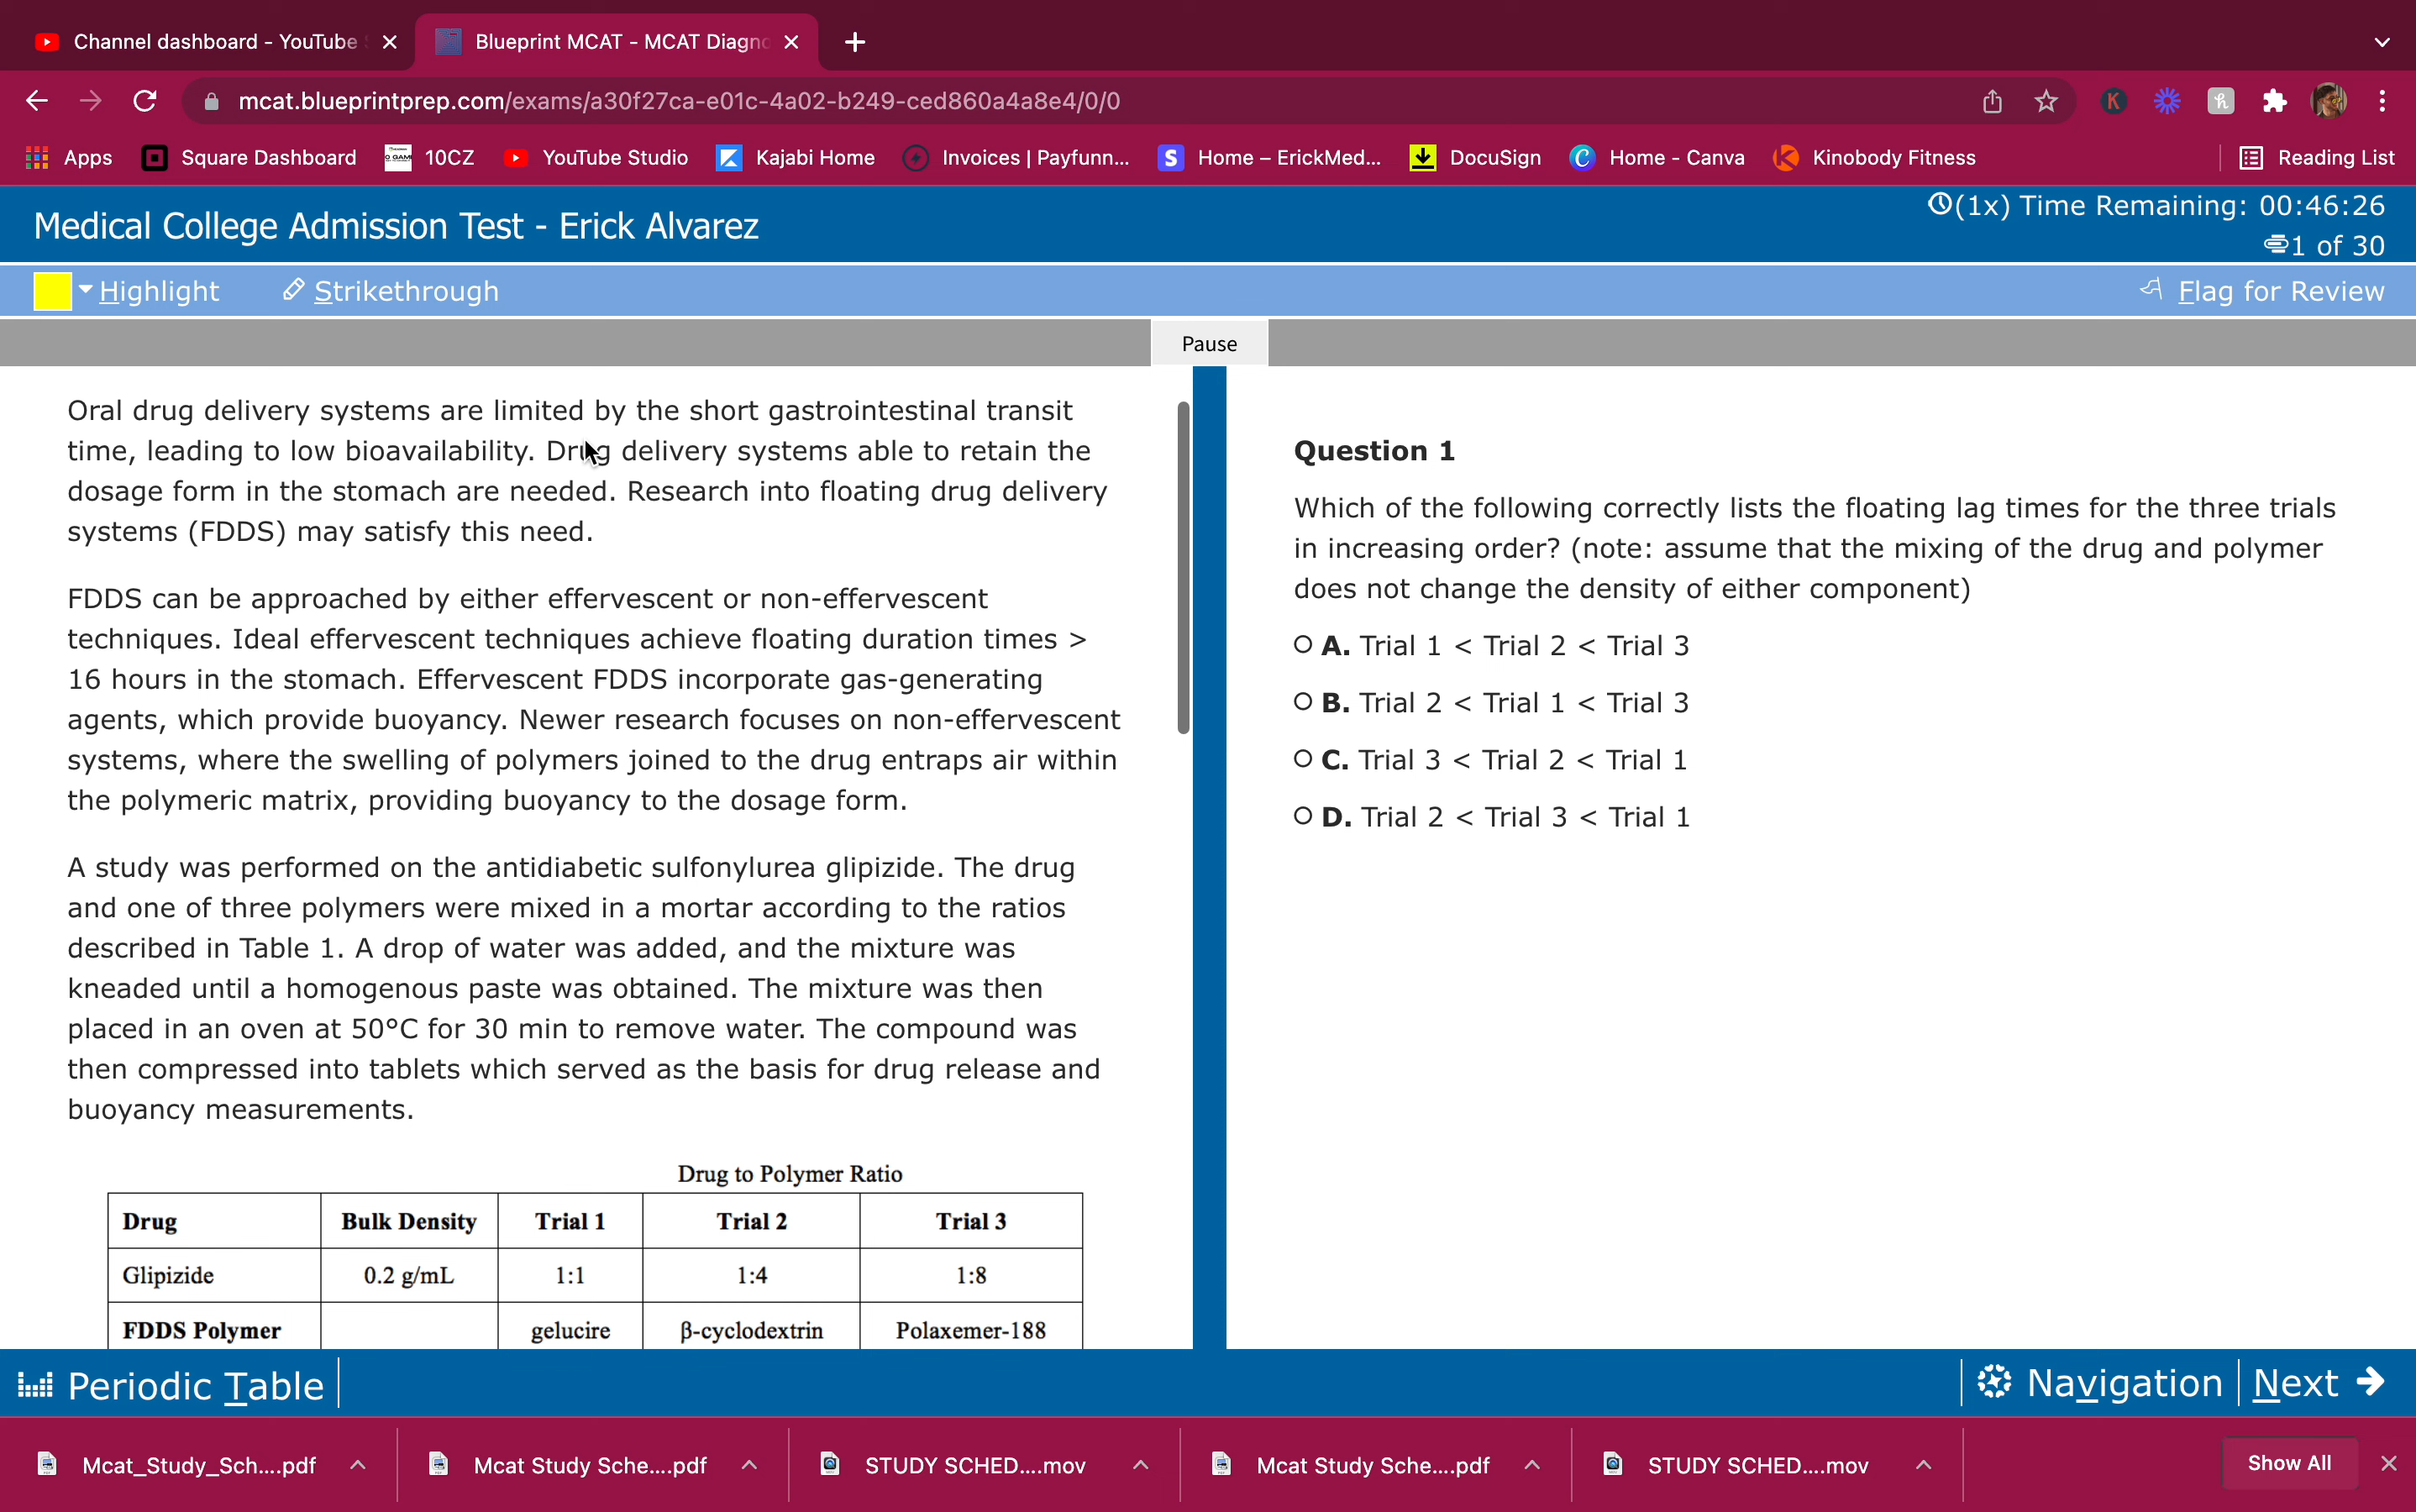 Channel dashboard - YouTube
Blueprint MCAT - MCAT Diagno
mcat.blueprintprep.com/exams/a30f27ca-e01c-4a02-b249-ced860a4a8e4/0/0
Apps
Square Dashboard
10CZ
YouTube Studio
Kajabi Home
Invoices | Payfunn...
Home – ErickMed...
DocuSign
Home - Canva
Kinobody Fitness
Reading List
Medical College Admission Test - Erick Alvarez
(1x) Time Remaining: 00:46:26
1 of 30
Highlight
Strikethrough
Flag for Review
Pause
Oral drug delivery systems are limited by the short gastrointestinal transit
time, leading to low bioavailability. Drug delivery systems able to retain the
dosage form in the stomach are needed. Research into floating drug delivery
systems (FDDS) may satisfy this need.
FDDS can be approached by either effervescent or non-effervescent
techniques. Ideal effervescent techniques achieve floating duration times >
16 hours in the stomach. Effervescent FDDS incorporate gas-generating
agents, which provide buoyancy. Newer research focuses on non-effervescent
systems, where the swelling of polymers joined to the drug entraps air within
the polymeric matrix, providing buoyancy to the dosage form.
A study was performed on the antidiabetic sulfonylurea glipizide. The drug
and one of three polymers were mixed in a mortar according to the ratios
described in Table 1. A drop of water was added, and the mixture was
kneaded until a homogenous paste was obtained. The mixture was then
placed in an oven at 50°C for 30 min to remove water. The compound was
then compressed into tablets which served as the basis for drug release and
buoyancy measurements.
Drug to Polymer Ratio
Drug Bulk Density Trial 1 Trial 2 Trial 3
Glipizide 0.2 g/mL 1:1 1:4 1:8
FDDS Polymer gelucire β-cyclodextrin Polaxemer-188
Question 1
Which of the following correctly lists the floating lag times for the three trials
in increasing order? (note: assume that the mixing of the drug and polymer
does not change the density of either component)
A. Trial 1 < Trial 2 < Trial 3
B. Trial 2 < Trial 1 < Trial 3
C. Trial 3 < Trial 2 < Trial 1
D. Trial 2 < Trial 3 < Trial 1
Periodic Table
Navigation
Next
Mcat_Study_Sch....pdf
Mcat Study Sche....pdf
STUDY SCHED....mov
Mcat Study Sche....pdf
STUDY SCHED....mov
Show All